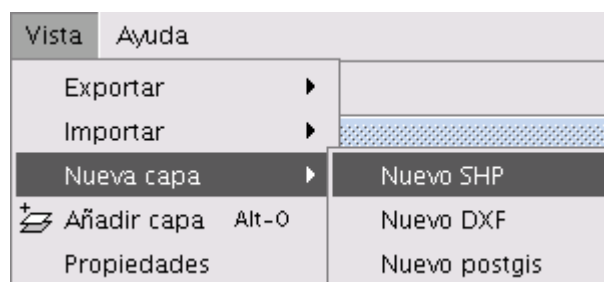 Vista Ayuda
Exportar
Importar
Nueva capa Nuevo SHP
Añadir capa Alt-O Nuevo DXF
Propiedades Nuevo postgis